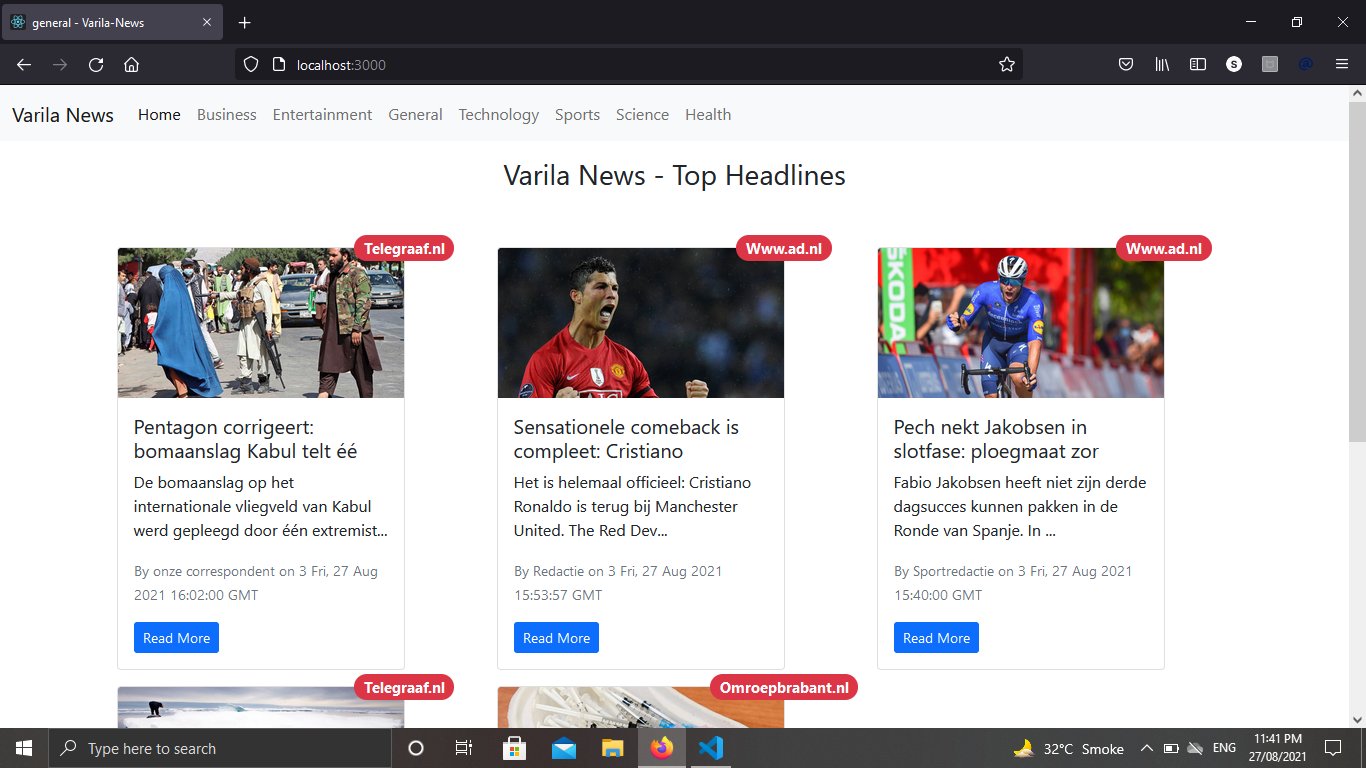 general - Varila-News
localhost:3000
S
Varila News Home Business Entertainment General Technology Sports Science Health
Varila News - Top Headlines
Telegraaf.nl
Pentagon corrigeert:
bomaanslag Kabul telt éé
De bomaanslag op het
internationale vliegveld van Kabul
werd gepleegd door één extremist...
By onze correspondent on 3 Fri, 27 Aug
2021 16:02:00 GMT
Read More
Www.ad.nl
AIG
Sensationele comeback is
compleet: Cristiano
Het is helemaal officieel: Cristiano
Ronaldo is terug bij Manchester
United. The Red Dev...
By Redactie on 3 Fri, 27 Aug 2021
15:53:57 GMT
Read More
Www.ad.nl
ŠKODA
Pech nekt Jakobsen in
slotfase: ploegmaat zor
Fabio Jakobsen heeft niet zijn derde
dagsucces kunnen pakken in de
Ronde van Spanje. In ...
By Sportredactie on 3 Fri, 27 Aug 2021
15:40:00 GMT
Read More
Telegraaf.nl
Omroepbrabant.nl
Type here to search
32°C Smoke
ENG
11:41 PM
27/08/2021